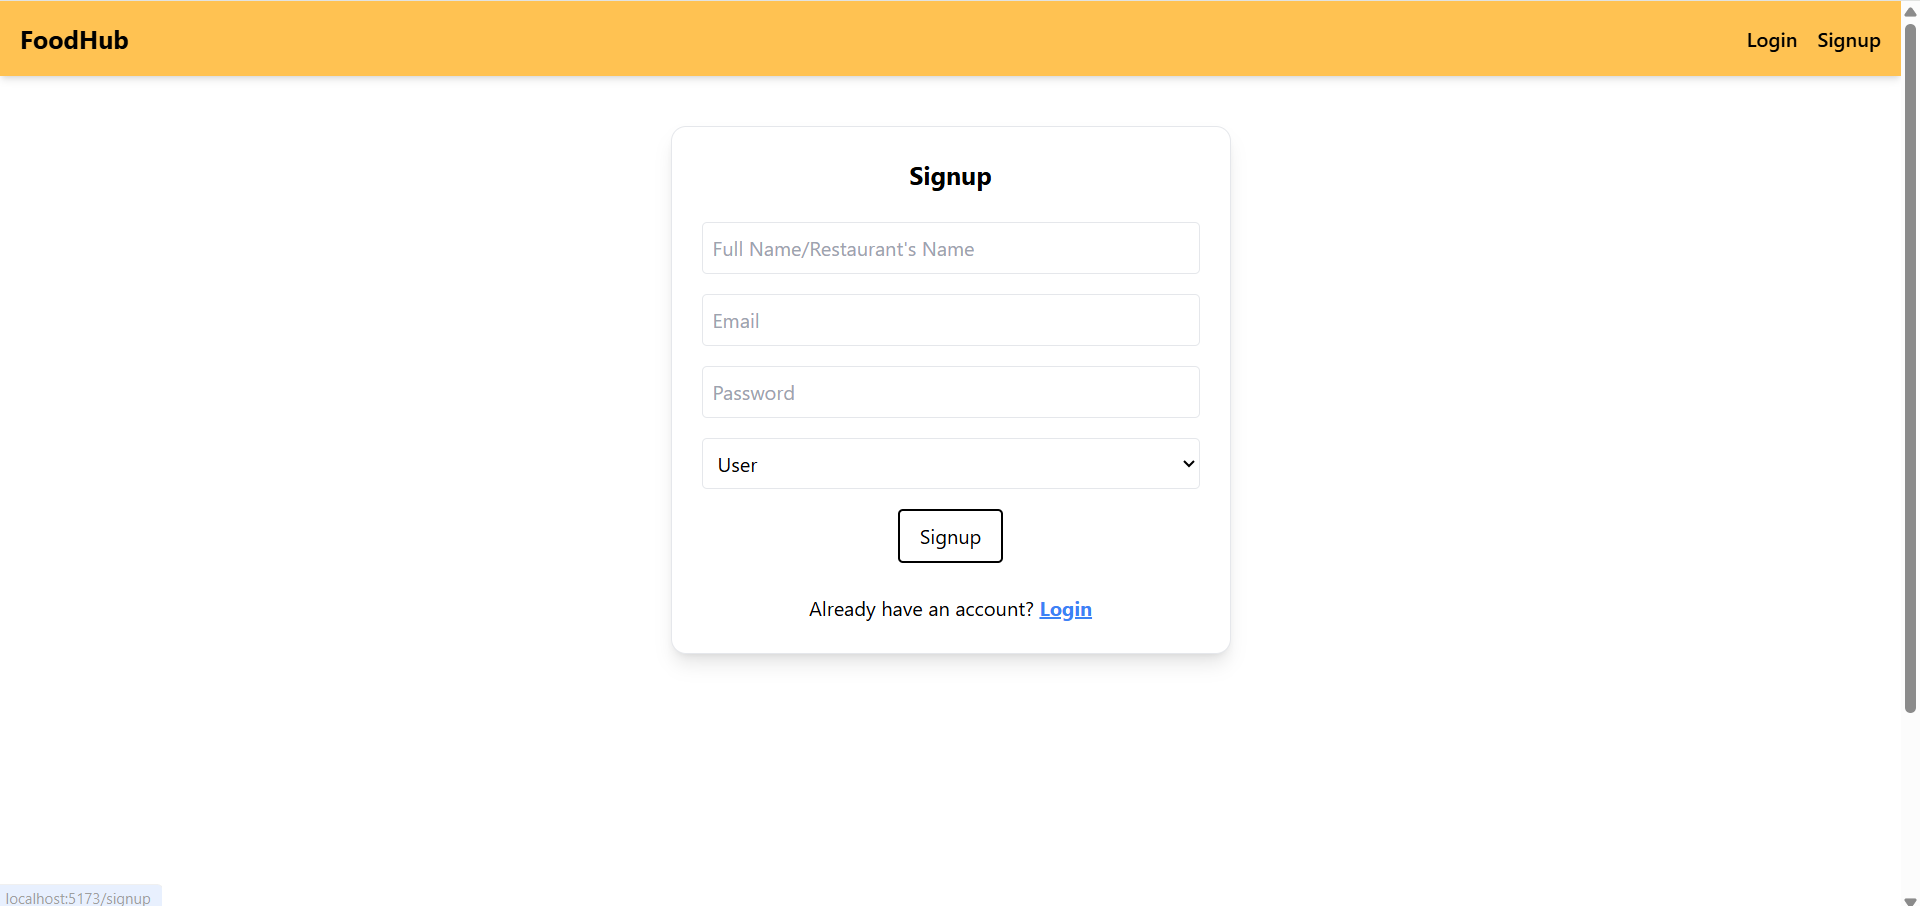 FoodHub
Login Signup
Signup
Full Name/Restaurant's Name
Email
Password
User
Signup
Already have an account? Login
localhost:5173/signup